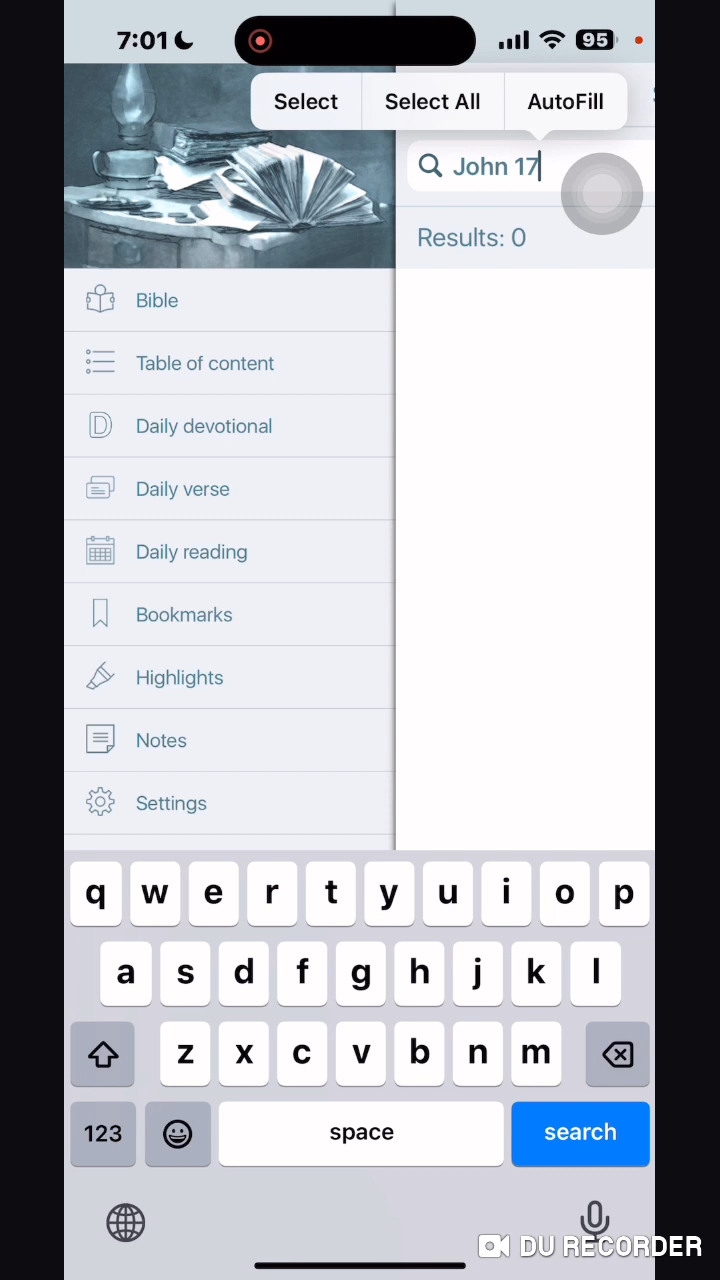 7:01
95
Select
Select All
AutoFill
John 17
Results: 0
Bible
Table of content
Daily devotional
Daily verse
Daily reading
Bookmarks
Highlights
Notes
Settings
q w e r t y u i o p
a s d f g h j k l
z x c v b n m
123
space
search
DU RECORDER